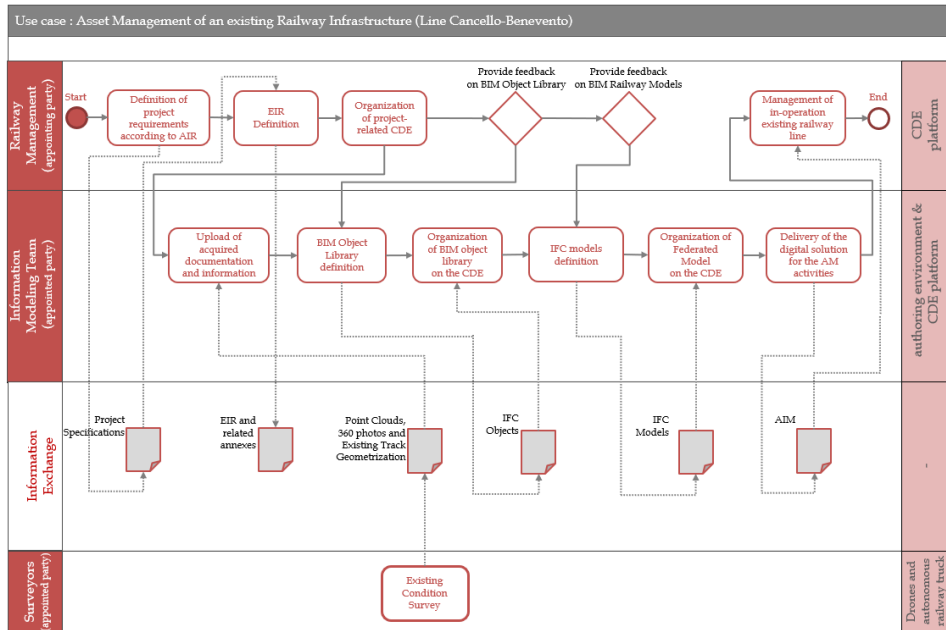 Use case : Asset Management of an existing Railway Infrastructure (Line Cancello-Benevento)
Railway
Management
(appointing party)
Start
Definition of
project
requirements
according to AIR
EIR
Definition
Organization
of project-
related CDE
Provide feedback
on BIM Object Library
Provide feedback
on BIM Railway Models
Management of
in-operation
existing railway
line
End
CDE
platform
Information
Modeling Team
(appointed party)
Upload of
acquired
documentation
and information
BIM Object
Library
definition
Organization
of BIM object
library
on the CDE
IFC models
definition
Organization of
Federated
Model
on the CDE
Delivery of the
digital solution
for the AM
activities
authoring environment &
CDE platform
Information
Exchange
Project
Specifications
EIR and
related
annexes
Point Clouds,
360 photos and
Existing Track
Geometrization
IFC
Objects
IFC
Models
AIM
-
Surveyors
(appointed party)
Existing
Condition
Survey
Drones and
autonomous
railway truck